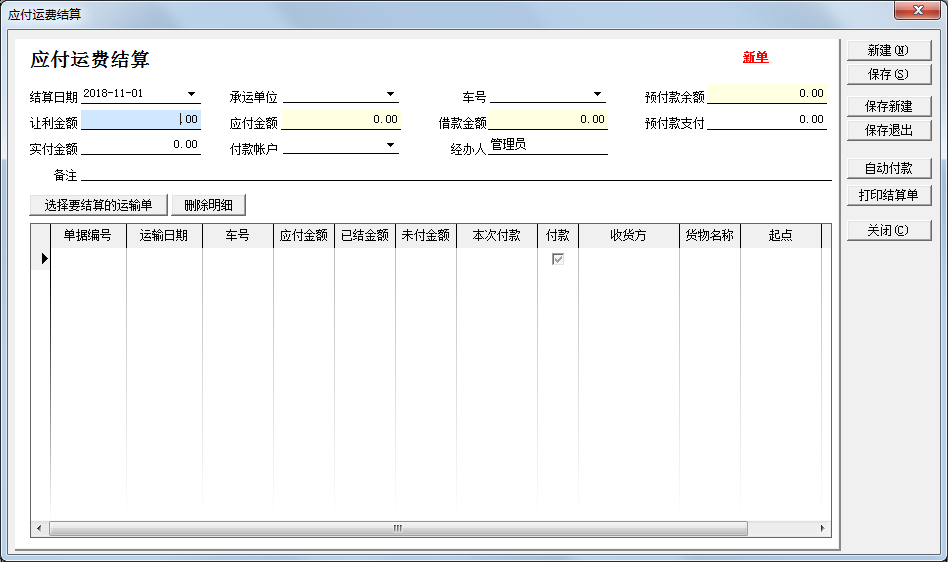 应付运费结算
应付运费结算
新单
结算日期 2018-11-01 承运单位 车号 预付款余额 0.00
让利金额 .00 应付金额 0.00 借款金额 0.00 预付款支付 0.00
实付金额 0.00 付款帐户 经办人 管理员
备注
选择要结算的运输单 删除明细
单据编号 运输日期 车号 应付金额 已结金额 未付金额 本次付款 付款 收货方 货物名称 起点
新建(N)
保存(S)
保存新建
保存退出
自动付款
打印结算单
关闭(C)